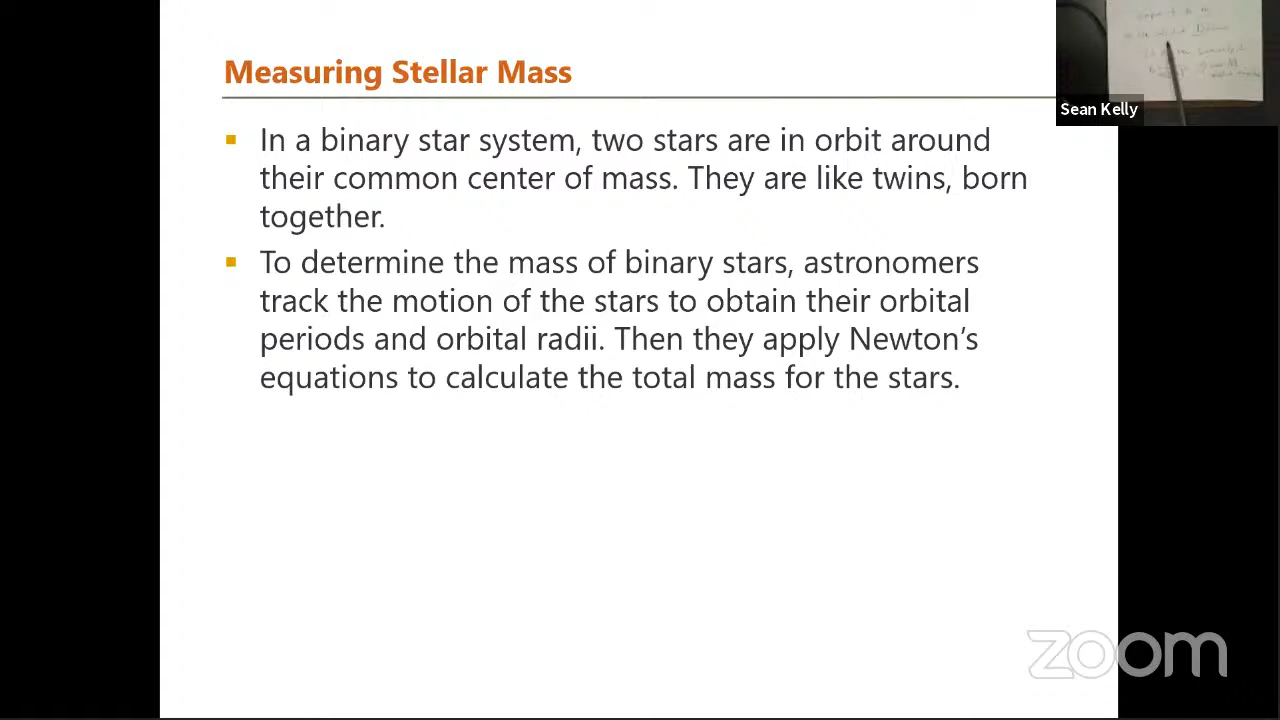 Measuring Stellar Mass
Sean Kelly
In a binary star system, two stars are in orbit around
their common center of mass. They are like twins, born
together.
To determine the mass of binary stars, astronomers
track the motion of the stars to obtain their orbital
periods and orbital radii. Then they apply Newton's
equations to calculate the total mass for the stars.
zoom